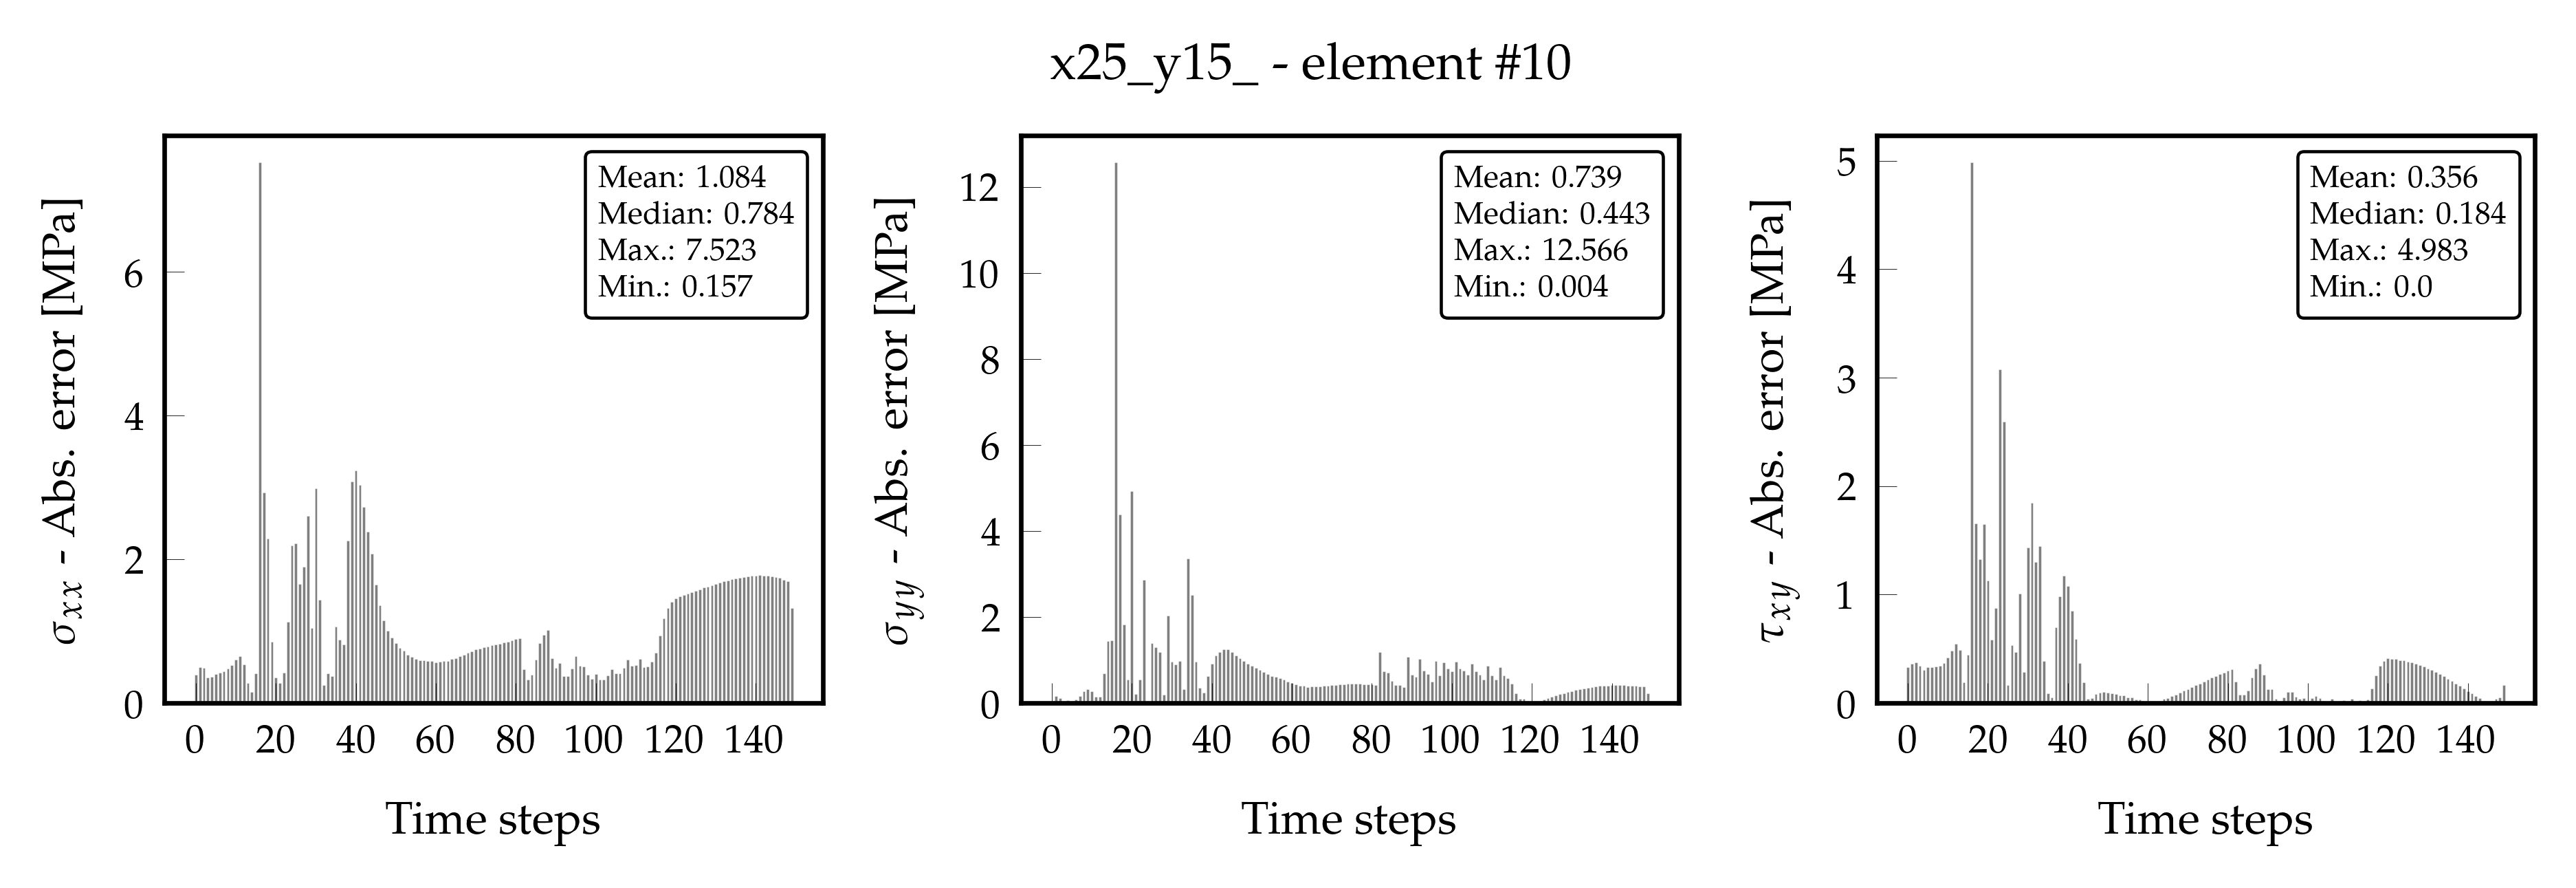 x25_y15_ - element #10
σxx - Abs. error [MPa]
6
4
2
0
0 20 40 60 80 100 120 140
Time steps
Mean: 1.084
Median: 0.784
Max.: 7.523
Min.: 0.157
σyy - Abs. error [MPa]
12
10
8
6
4
2
0
0 20 40 60 80 100 120 140
Time steps
Mean: 0.739
Median: 0.443
Max.: 12.566
Min.: 0.004
τxy - Abs. error [MPa]
5
4
3
2
1
0
0 20 40 60 80 100 120 140
Time steps
Mean: 0.356
Median: 0.184
Max.: 4.983
Min.: 0.0